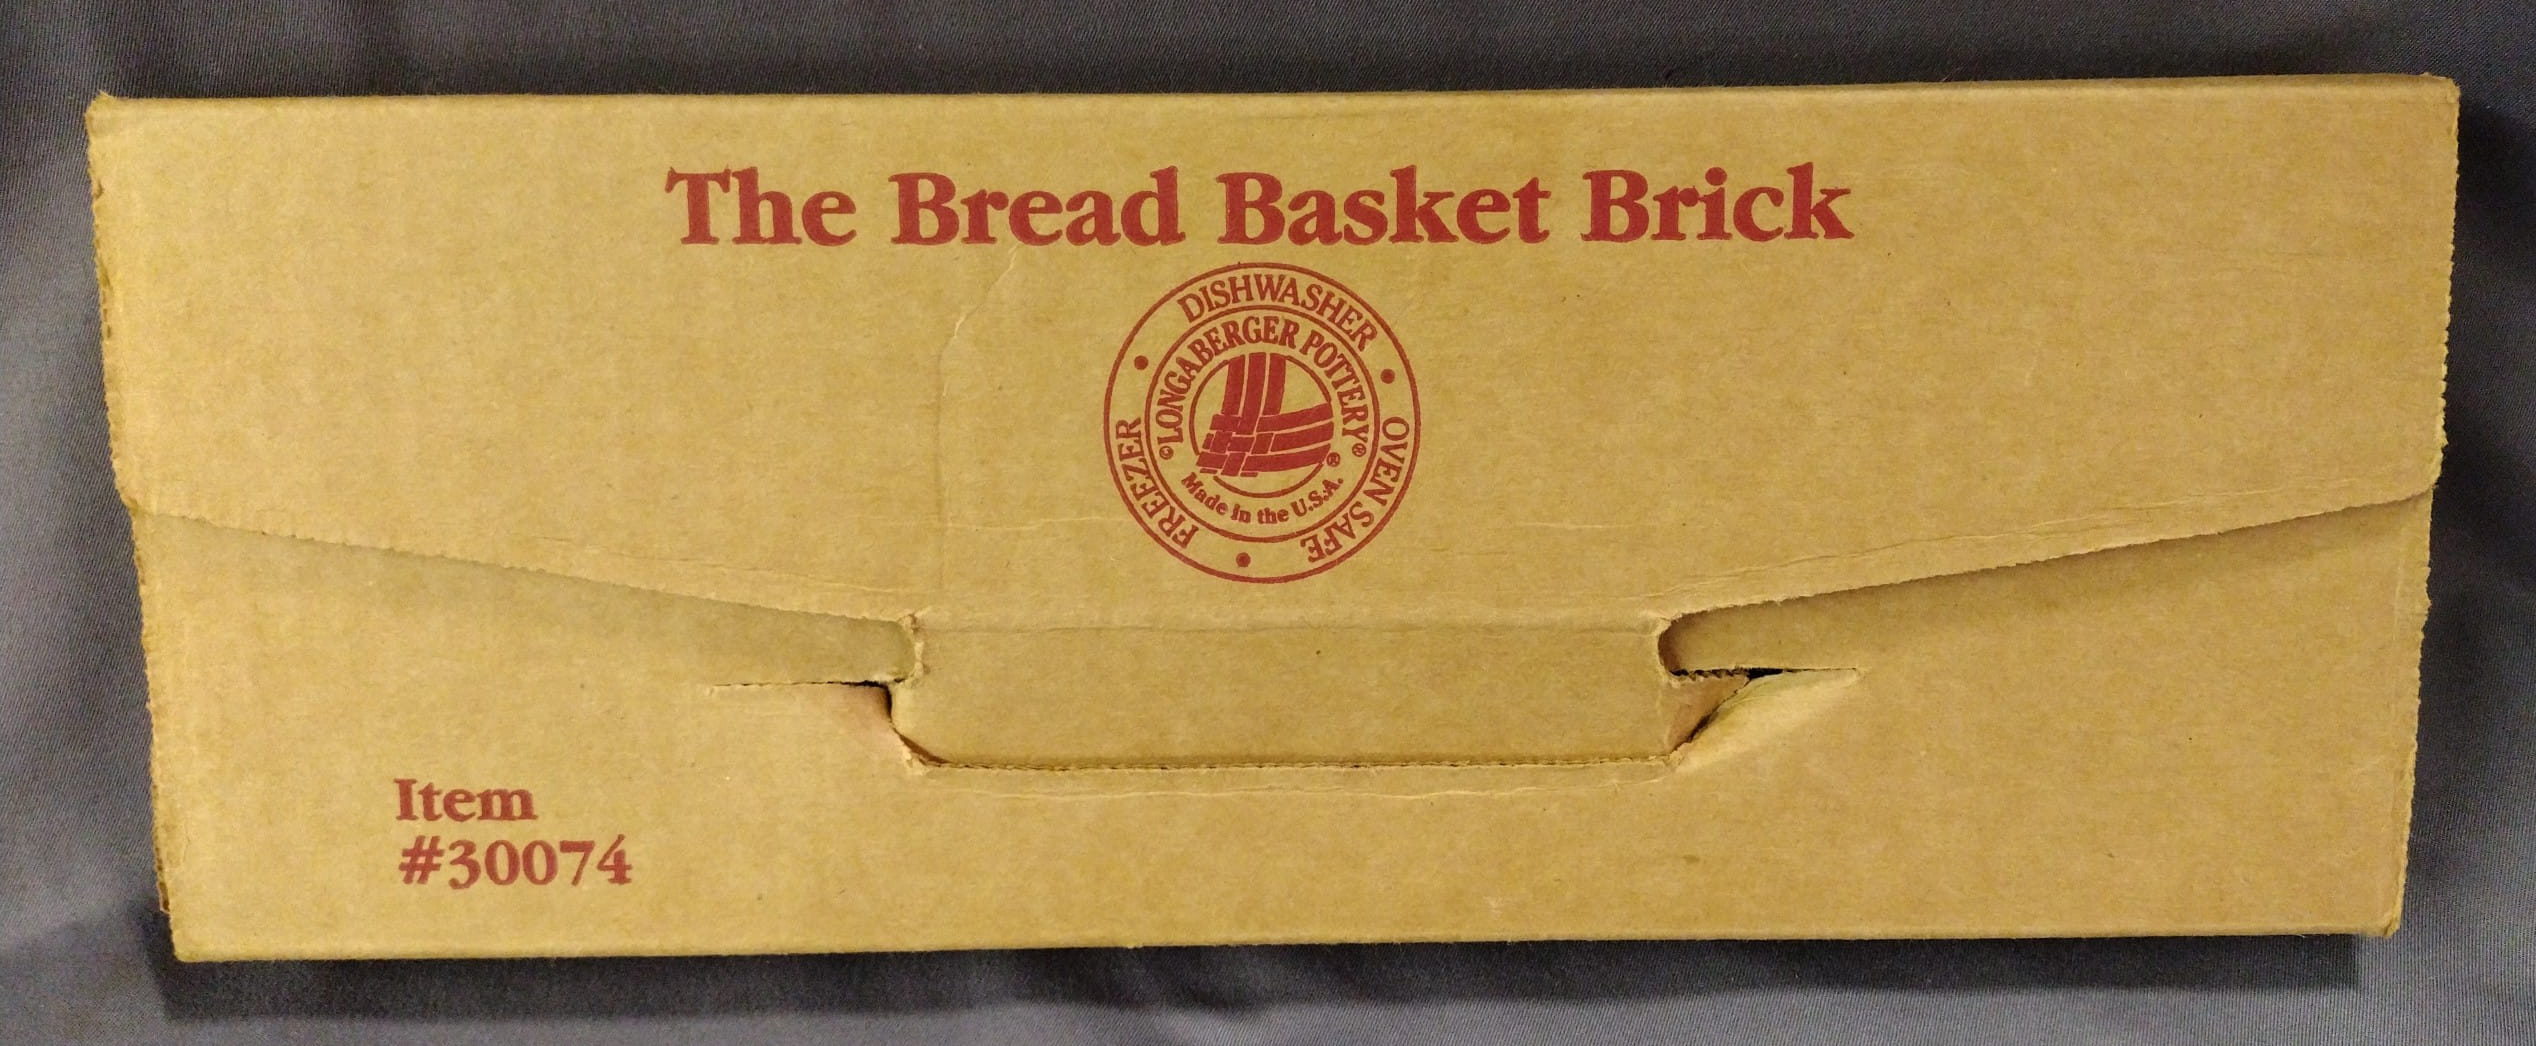 The Bread Basket Brick
DISHWASHER • OVEN SAFE • FREEZER •
© LONGABERGER POTTERY®
®
Made in the U.S.A.
Item
#30074